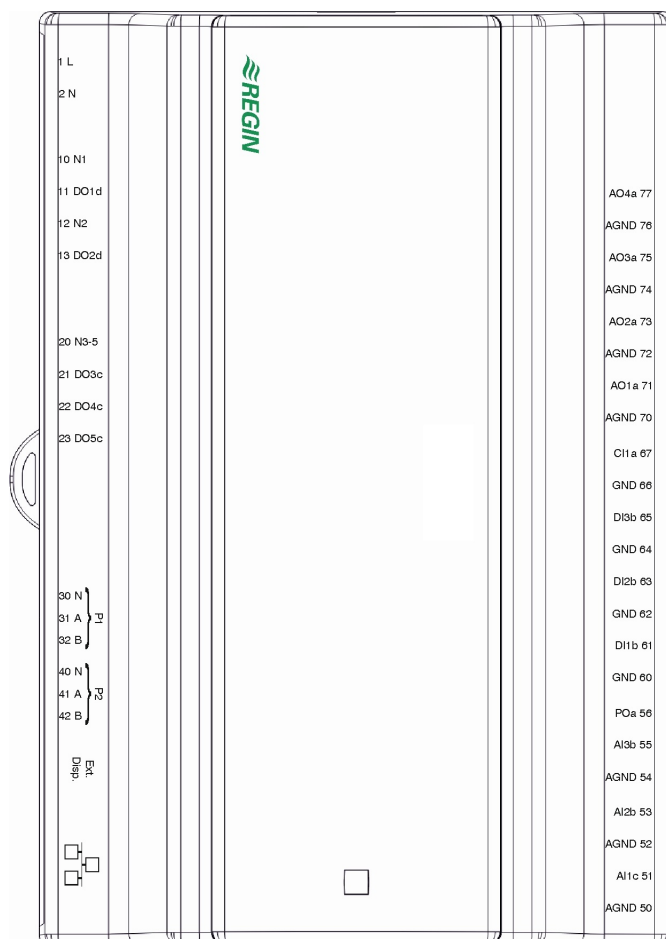 1 L
2 N
10 N1
11 DO1d
12 N2
13 DO2d
20 N3-5
21 DO3c
22 DO4c
23 DO5c
30 N
31 A
32 B
P1
40 N
41 A
42 B
P2
Ext.
Disp.
REGIN
AO4a 77
AGND 76
AO3a 75
AGND 74
AO2a 73
AGND 72
AO1a 71
AGND 70
CI1a 67
GND 66
DI3b 65
GND 64
DI2b 63
GND 62
DI1b 61
GND 60
POa 56
AI3b 55
AGND 54
AI2b 53
AGND 52
AI1c 51
AGND 50